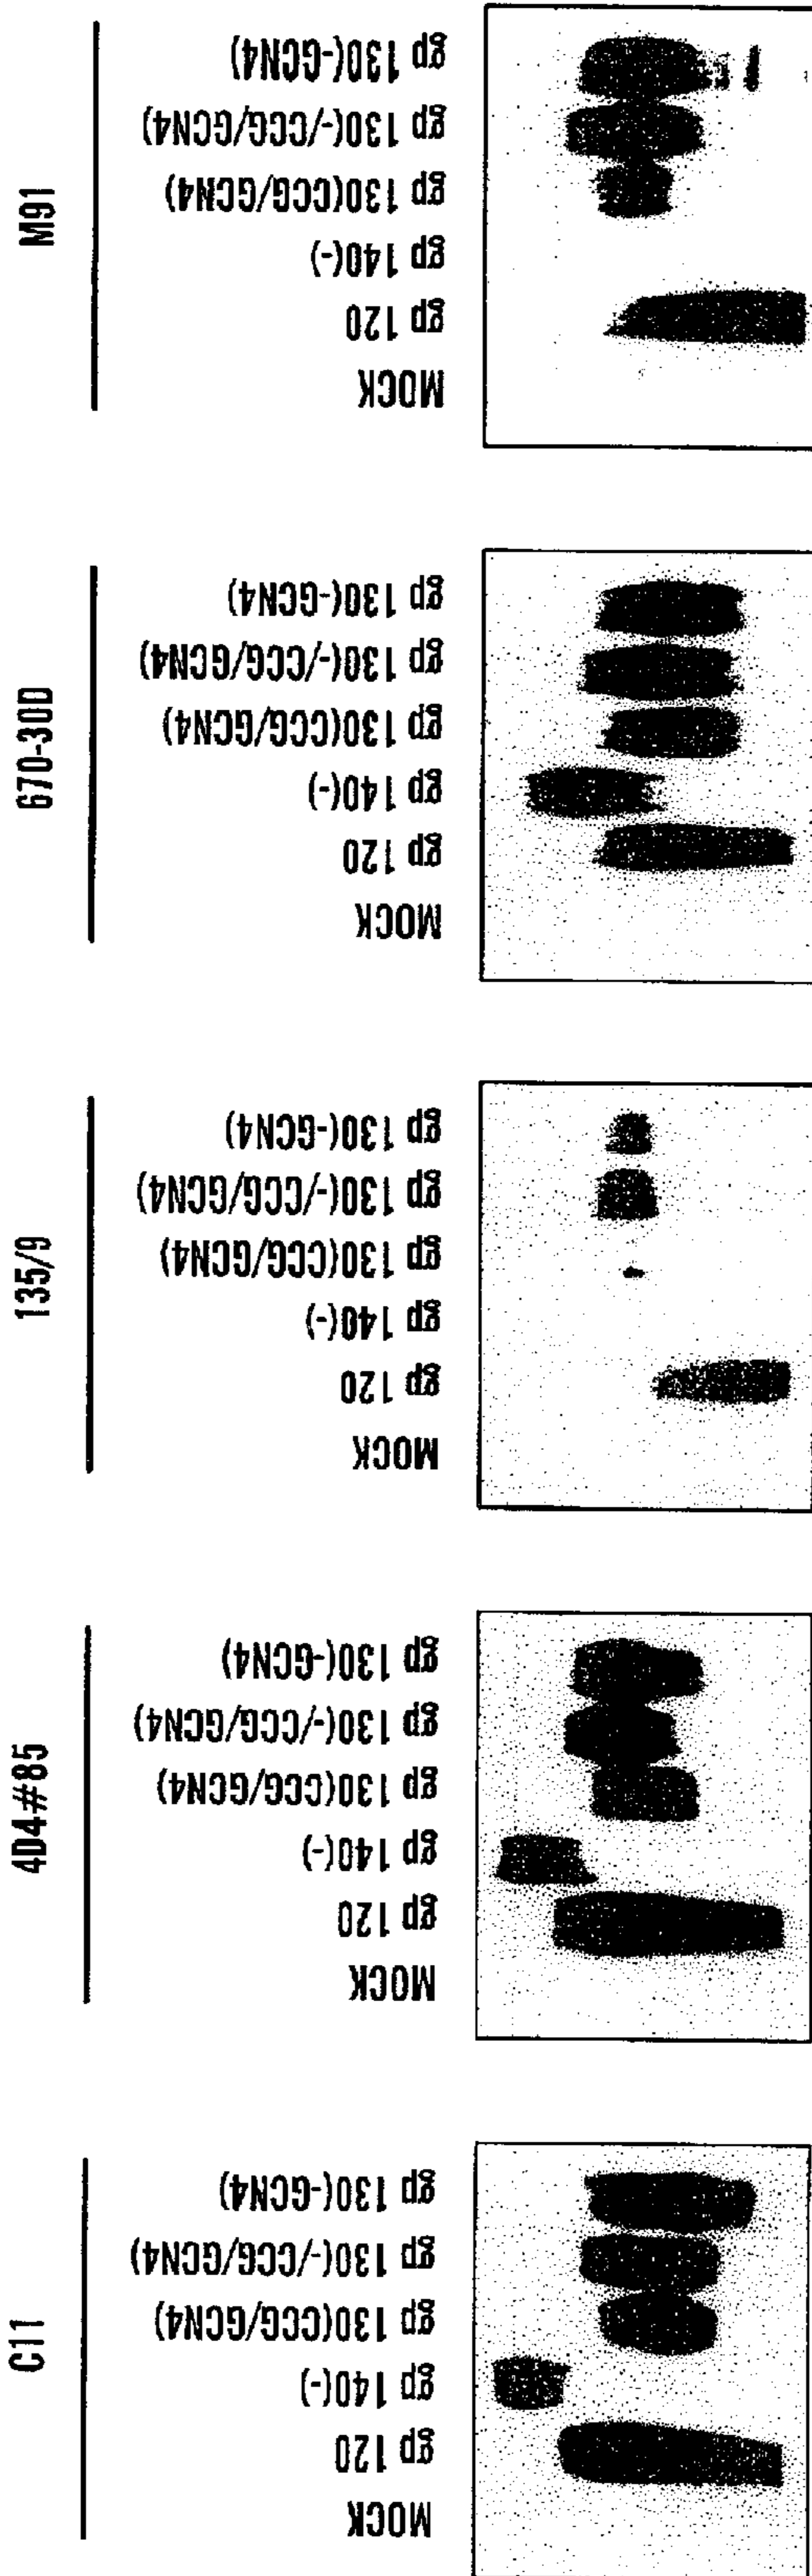 C11
MOCK
gp 120
gp 140(-)
gp 130(CCG/GCN4)
gp 130(-/CCG/GCN4)
gp 130(-GCN4)
4D4#85
MOCK
gp 120
gp 140(-)
gp 130(CCG/GCN4)
gp 130(-/CCG/GCN4)
gp 130(-GCN4)
135/9
MOCK
gp 120
gp 140(-)
gp 130(CCG/GCN4)
gp 130(-/CCG/GCN4)
gp 130(-GCN4)
670-30D
MOCK
gp 120
gp 140(-)
gp 130(CCG/GCN4)
gp 130(-/CCG/GCN4)
gp 130(-GCN4)
M91
MOCK
gp 120
gp 140(-)
gp 130(CCG/GCN4)
gp 130(-/CCG/GCN4)
gp 130(-GCN4)